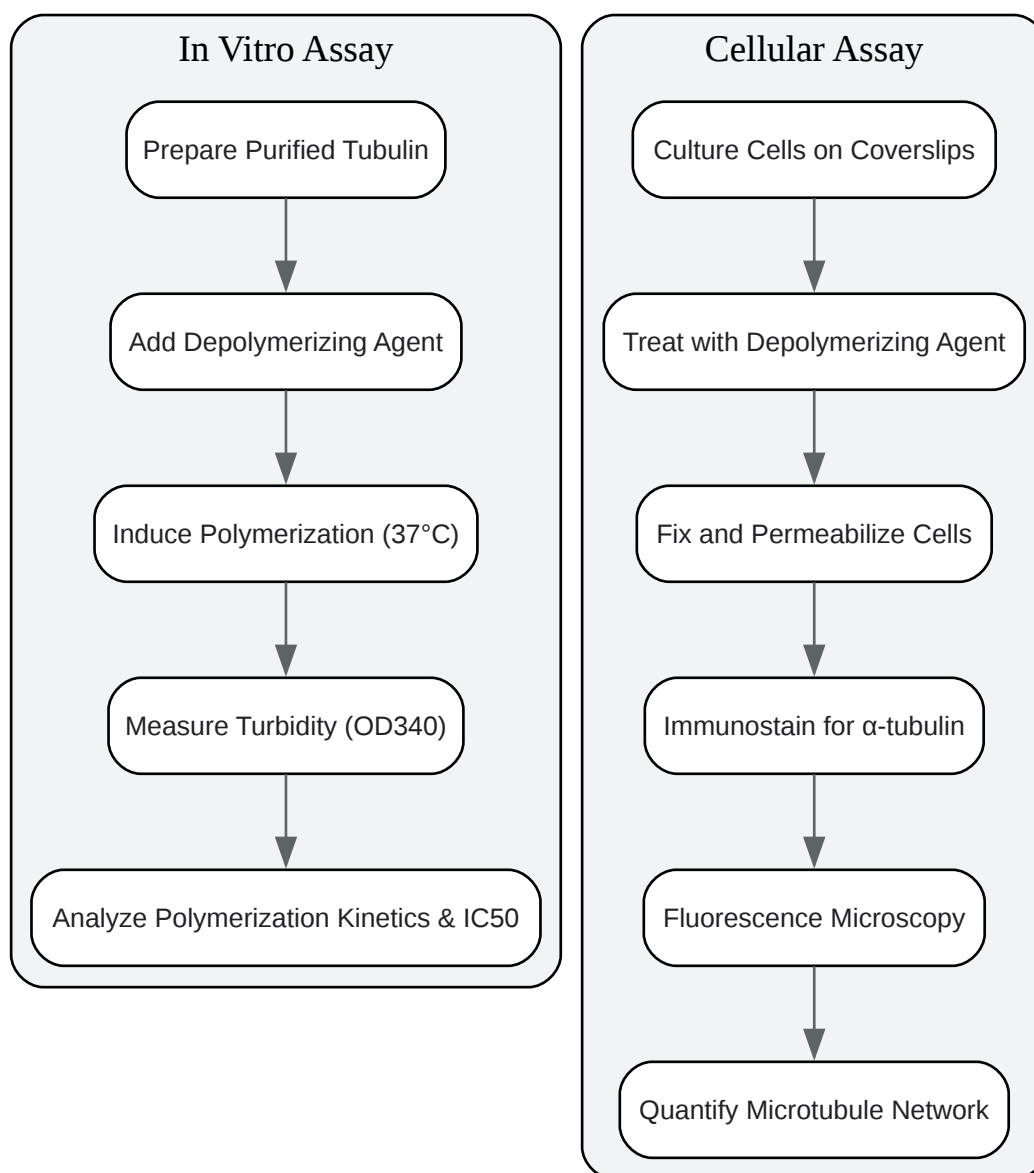 In Vitro Assay
Prepare Purified Tubulin
Add Depolymerizing Agent
Induce Polymerization (37°C)
Measure Turbidity (OD340)
Analyze Polymerization Kinetics & IC50
Cellular Assay
Culture Cells on Coverslips
Treat with Depolymerizing Agent
Fix and Permeabilize Cells
Immunostain for α-tubulin
Fluorescence Microscopy
Quantify Microtubule Network